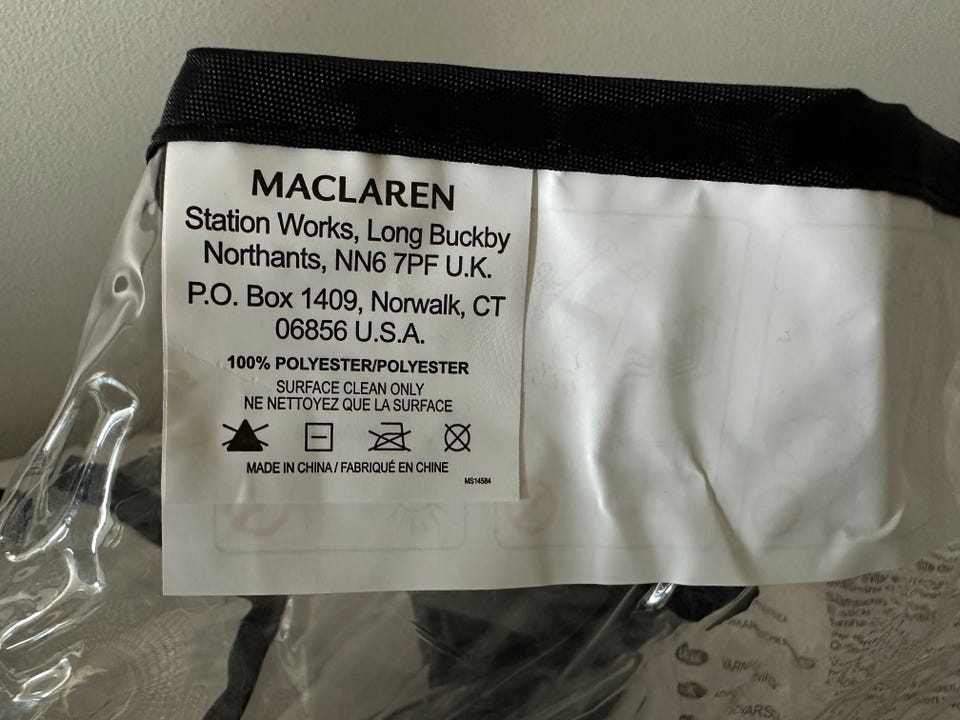 MACLAREN
Station Works, Long Buckby
Northants, NN6 7PF U.K.
P.O. Box 1409, Norwalk, CT
06856 U.S.A.
100% POLYESTER/POLYESTER
SURFACE CLEAN ONLY
NE NETTOYEZ QUE LA SURFACE
MADE IN CHINA / FABRIQUÉ EN CHINE
MS14584